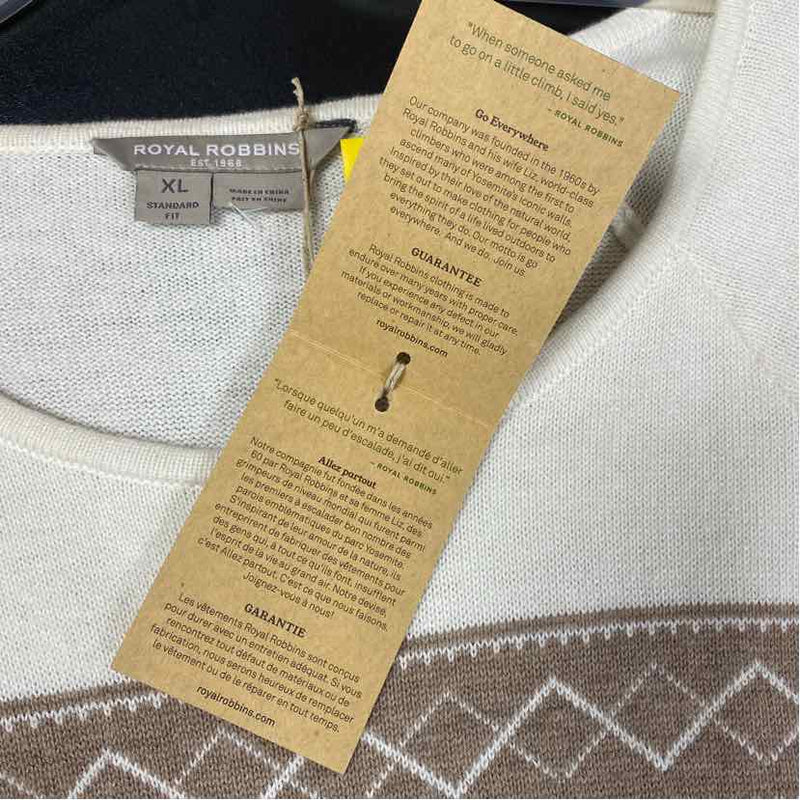 ROYAL ROBBINS
EST. 1968
XL
STANDARD
FIT
MADE IN CHINA
FAIT EN CHINE
"When someone asked me
to go on a little climb, I said yes."
– ROYAL ROBBINS
Go Everywhere
Our company was founded in the 1960s by
Royal Robbins and his wife Liz, world-class
climbers who were among the first to
ascend many of Yosemite's iconic walls.
Inspired by their love of the natural world,
they set out to make clothing for people who
bring the spirit of a life lived outdoors to
everything they do. Our motto is go
everywhere. And we do. Join us.
GUARANTEE
Royal Robbins clothing is made to
endure over many years with proper care.
If you experience any defect in our
materials or workmanship, we will gladly
replace or repair it at any time.
royalrobbins.com
"Lorsque quelqu'un m'a demandé d'aller
faire un peu d'escalade, j'ai dit oui."
– ROYAL ROBBINS
Allez partout
Notre compagnie fut fondée dans les années
60 par Royal Robbins et sa femme Liz, des
grimpeurs de niveau mondial qui furent parmi
les premiers à escalader bon nombre des
parois emblématiques du parc Yosemite.
S'inspirant de leur amour de la nature, ils
entreprirent de fabriquer des vêtements pour
des gens qui, à tout ce qu'ils font, insufflent
l'esprit de la vie au grand air. Notre devise,
c'est Allez partout. C'est ce que nous faisons.
Joignez-vous à nous!
GARANTIE
Les vêtements Royal Robbins sont conçus
pour durer avec un entretien adéquat. Si vous
rencontrez tout défaut de matériaux ou de
fabrication, nous serons heureux de remplacer
le vêtement ou de le réparer en tout temps.
royalrobbins.com